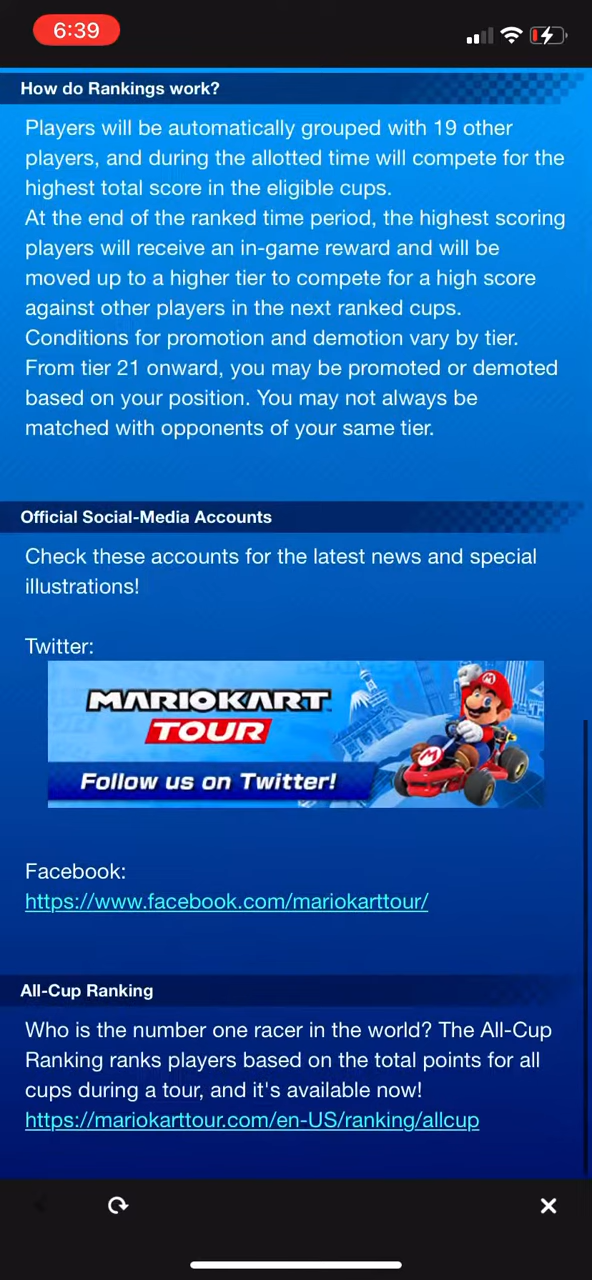 6:39
How do Rankings work?
Players will be automatically grouped with 19 other
players, and during the allotted time will compete for the
highest total score in the eligible cups.
At the end of the ranked time period, the highest scoring
players will receive an in-game reward and will be
moved up to a higher tier to compete for a high score
against other players in the next ranked cups.
Conditions for promotion and demotion vary by tier.
From tier 21 onward, you may be promoted or demoted
based on your position. You may not always be
matched with opponents of your same tier.
Official Social-Media Accounts
Check these accounts for the latest news and special
illustrations!
Twitter:
MARIOKART
TOUR
Follow us on Twitter!
Facebook:
https://www.facebook.com/mariokarttour/
All-Cup Ranking
Who is the number one racer in the world? The All-Cup
Ranking ranks players based on the total points for all
cups during a tour, and it's available now!
https://mariokarttour.com/en-US/ranking/allcup